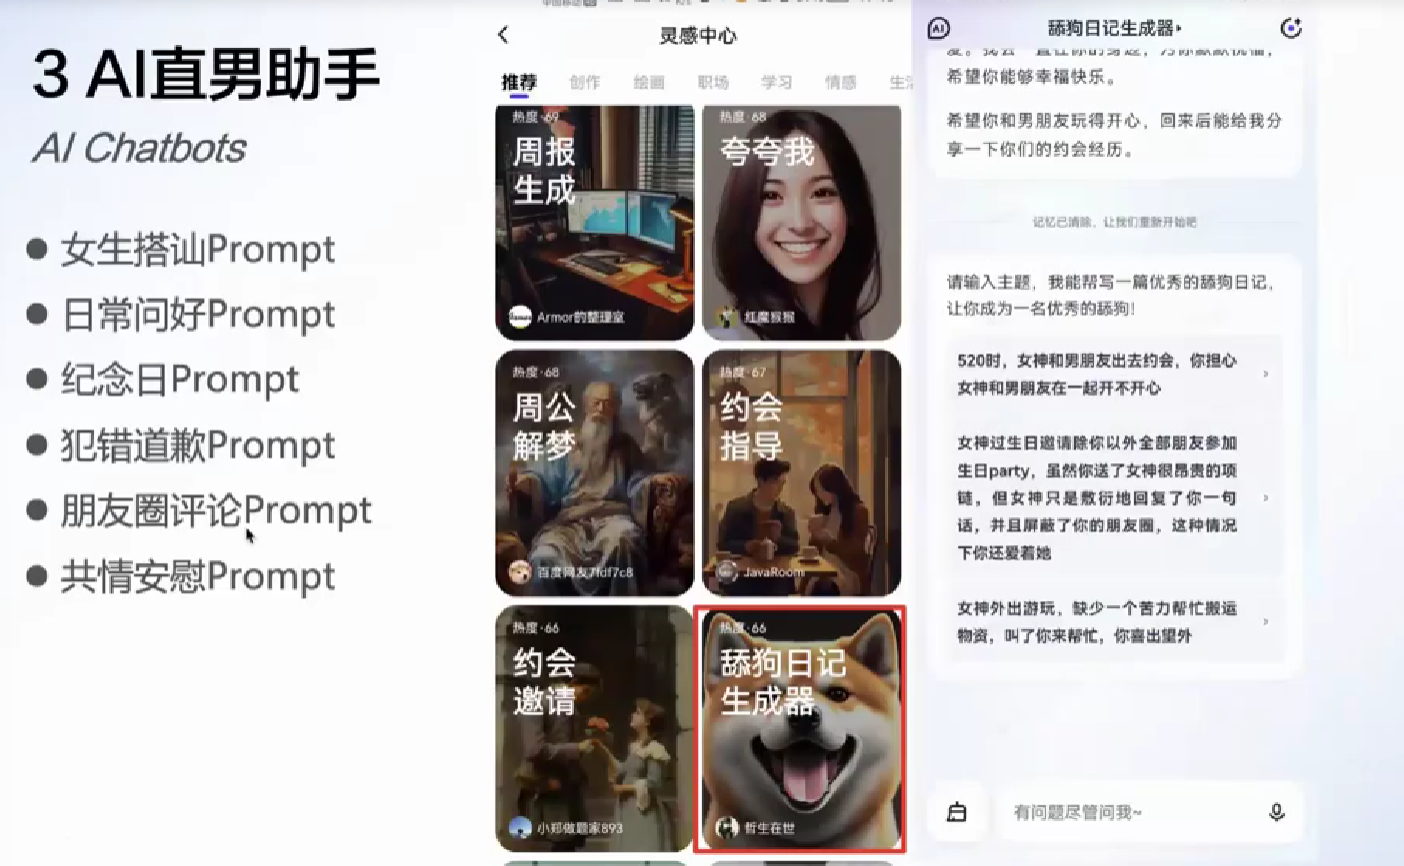 3 AI直男助手
AI Chatbots
女生搭讪Prompt
日常问好Prompt
纪念日Prompt
犯错道歉Prompt
朋友圈评论Prompt
共情安慰Prompt
灵感中心
推荐 创作 绘画 职场 学习 情感 生
热度·69
周报
生成
Armor的整理室
热度·68
夸夸我
红魔猴猴
热度·68
周公
解梦
百度网友7fdf7c8
热度·67
约会
指导
JavaRoom
热度·66
约会
邀请
小郑做题家893
热度·66
舔狗日记
生成器
哲生在世
AI
舔狗日记生成器
希望你能够幸福快乐。
希望你和男朋友玩得开心，回来后能给我分
享一下你们的约会经历。
记忆已清除，让我们重新开始吧
请输入主题，我能帮写一篇优秀的舔狗日记，
让你成为一名优秀的舔狗!
520时，女神和男朋友出去约会，你担心
女神和男朋友在一起开不开心
女神过生日邀请除你以外全部朋友参加
生日party，虽然你送了女神很昂贵的项
链，但女神只是敷衍地回复了你一句
话，并且屏蔽了你的朋友圈，这种情况
下你还爱着她
女神外出游玩，缺少一个苦力帮忙搬运
物资，叫了你来帮忙，你喜出望外
有问题尽管问我~